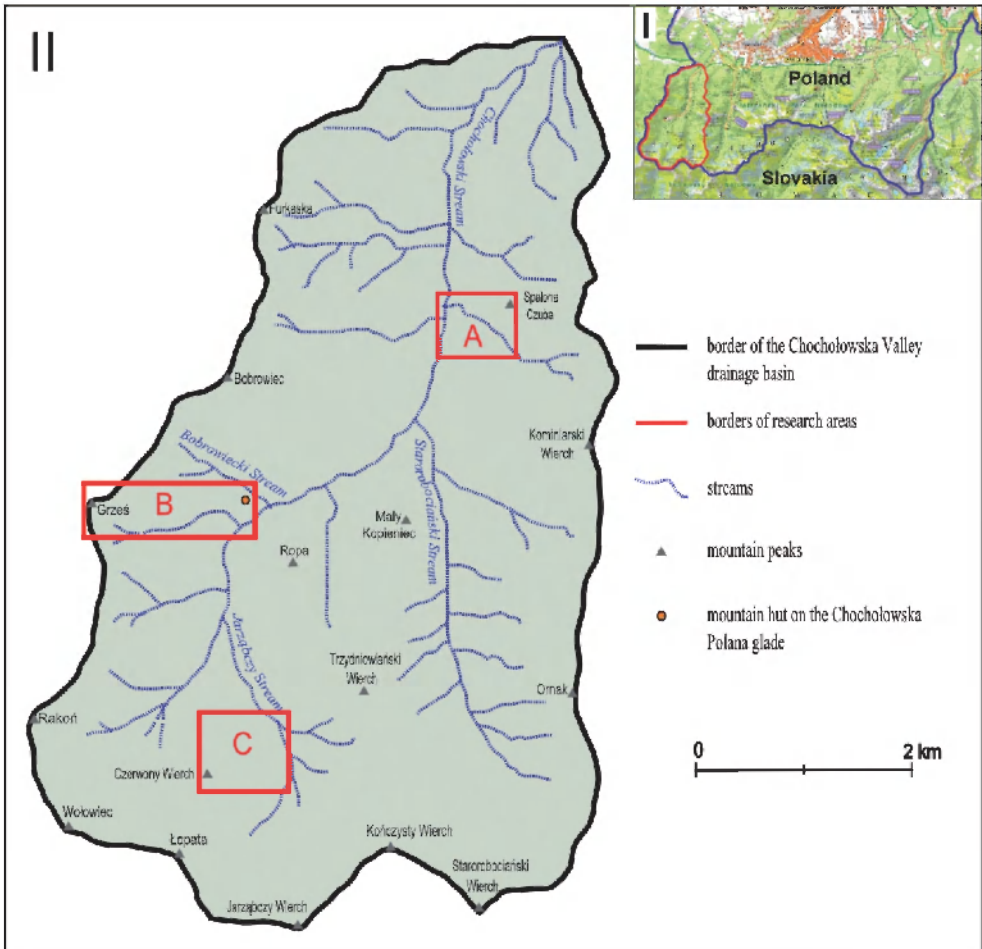 II
I
Poland
Slovakia
Chochołowski Stream
Furkaska
Spalona
Czuba
A
Bobrowiec
Kominiarski
Wierch
Bobrowiecki Stream
Starorobociański Stream
B
Grześ
Mały
Kopieniec
Ropa
Jarząbczy Stream
Trzydniowiański
Wierch
Ornak
Rakoń
C
Czerwony Wierch
Wołowiec
Łopata
Kończysty Wierch
Starorobociański
Wierch
Jarząbczy Wierch
border of the Chochołowska Valley
drainage basin
borders of research areas
streams
mountain peaks
mountain hut on the Chochołowska
Polana glade
0 2 km